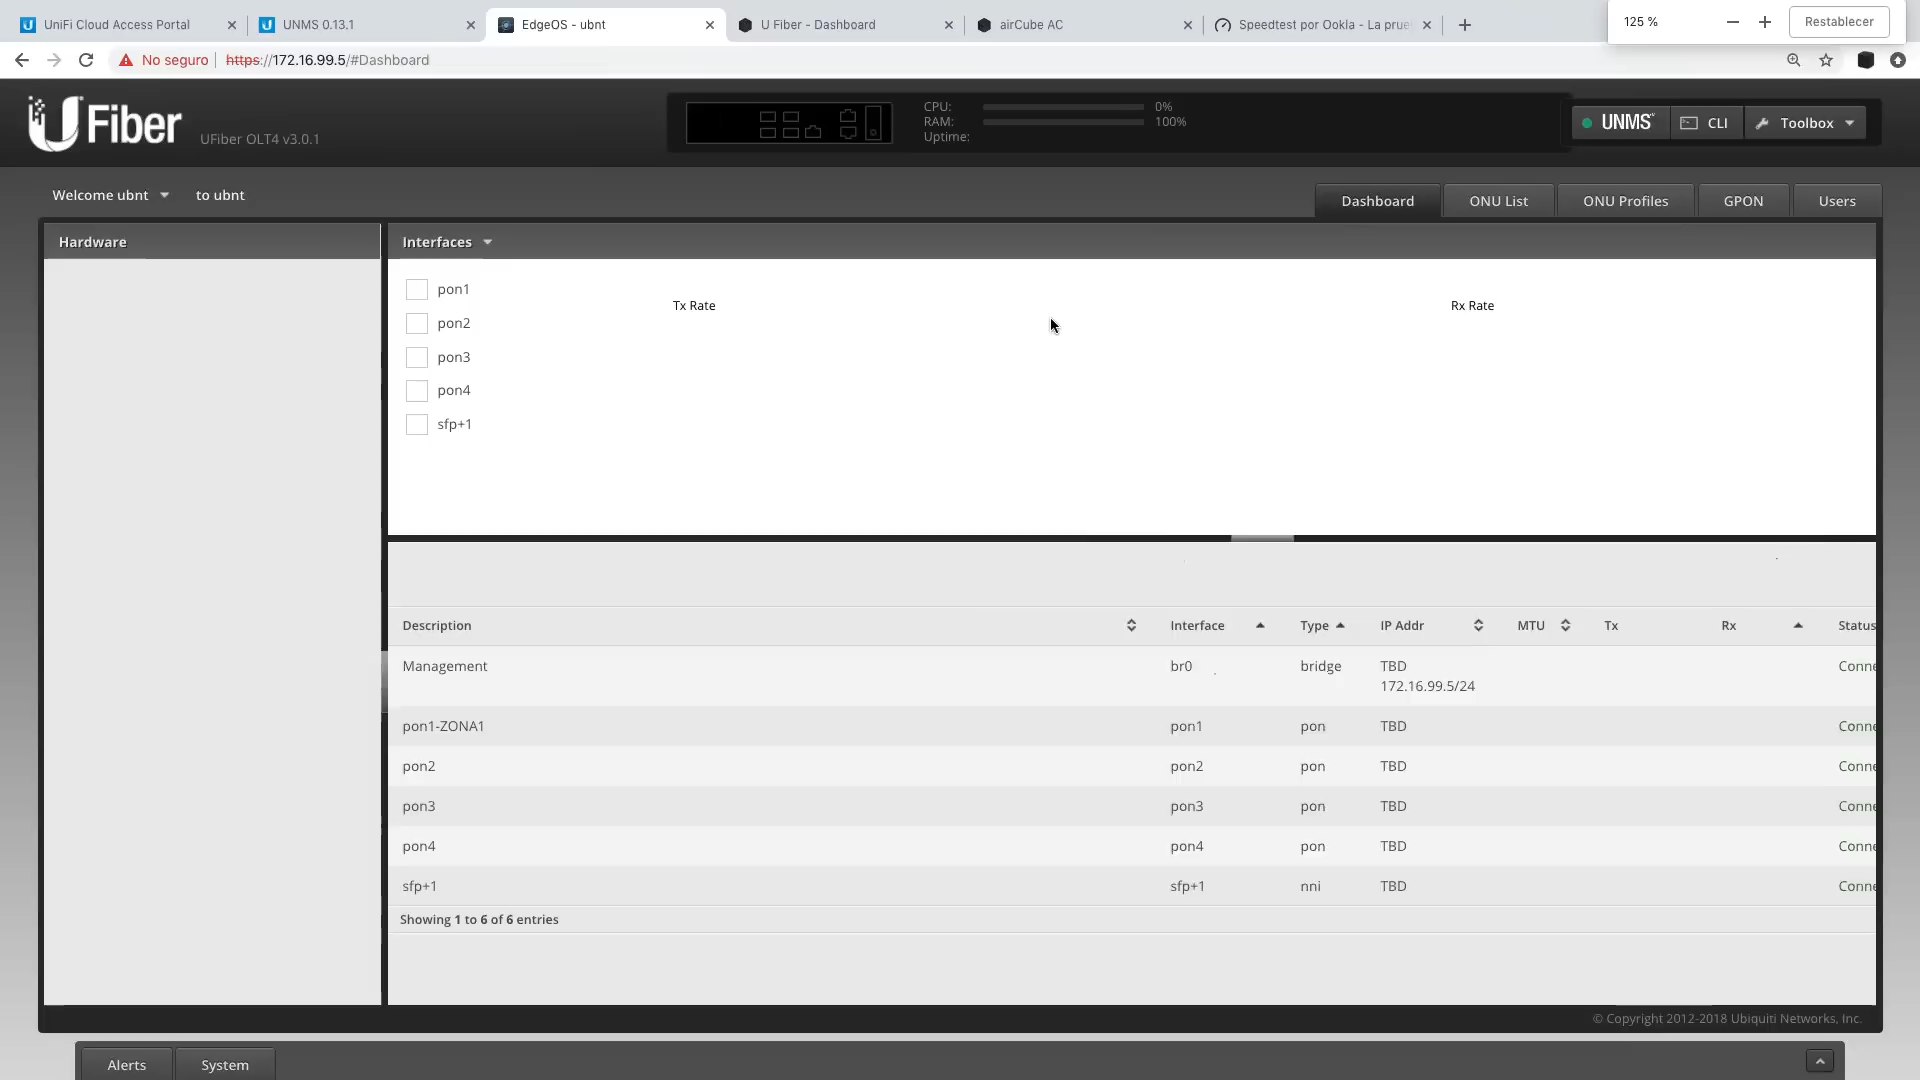 UniFi Cloud Access Portal
UNMS 0.13.1
EdgeOS - ubnt
U Fiber - Dashboard
airCube AC
Speedtest por Ookla - La prue
125 %
Restablecer
No seguro
https://172.16.99.5/#Dashboard
U Fiber
UFiber OLT4 v3.0.1
CPU: 0%
RAM: 100%
Uptime:
UNMS
CLI
Toolbox
Welcome ubnt
to ubnt
Dashboard
ONU List
ONU Profiles
GPON
Users
Hardware
Interfaces
pon1
pon2
pon3
pon4
sfp+1
Tx Rate
Rx Rate
Description Interface Type IP Addr MTU Tx Rx Status
Management br0 bridge TBD
172.16.99.5/24
Conne
pon1-ZONA1 pon1 pon TBD Conne
pon2 pon2 pon TBD Conne
pon3 pon3 pon TBD Conne
pon4 pon4 pon TBD Conne
sfp+1 sfp+1 nni TBD Conne
Showing 1 to 6 of 6 entries
© Copyright 2012-2018 Ubiquiti Networks, Inc.
Alerts
System